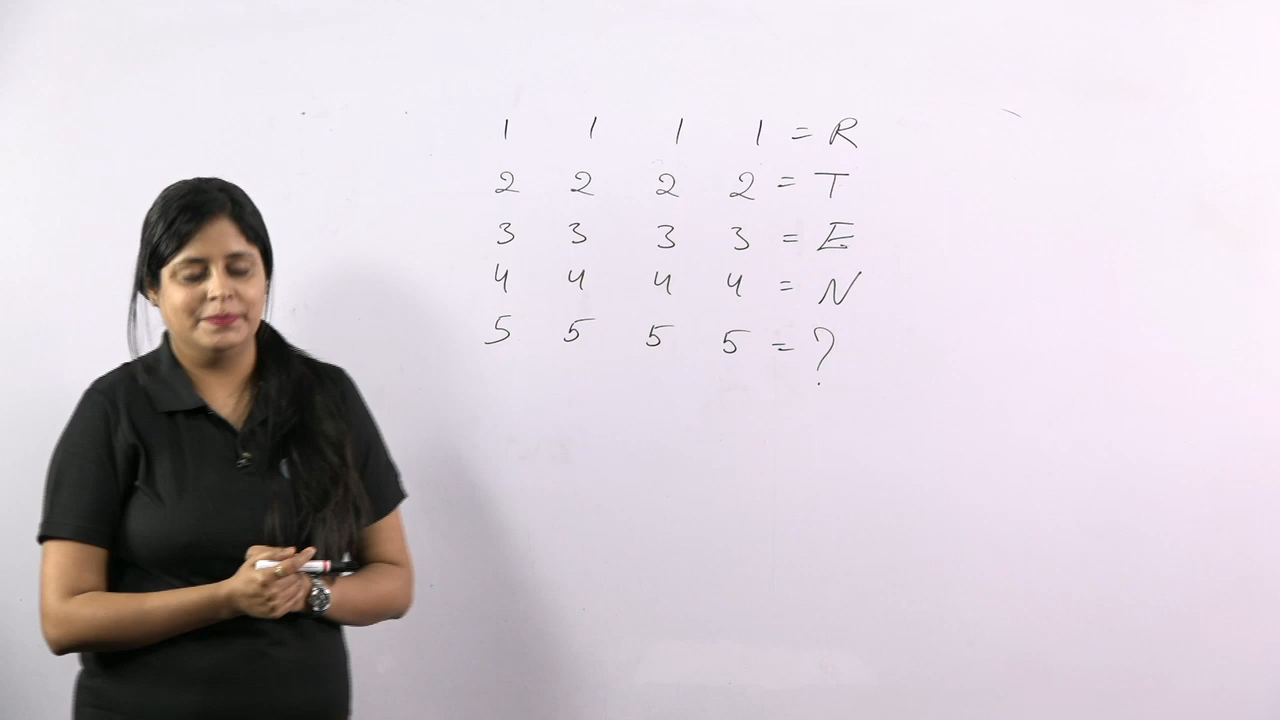 1 1 1 1 = R
2 2 2 2 = T
3 3 3 3 = E
4 4 4 4 = N
5 5 5 5 = ?